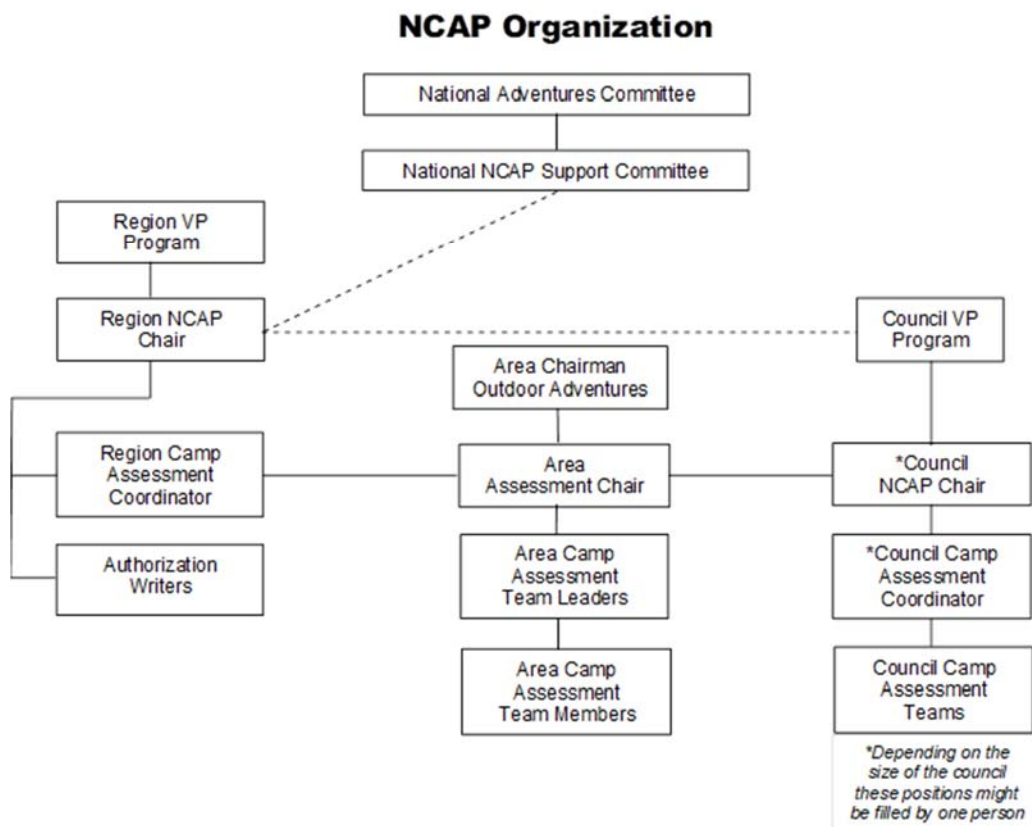 NCAP Organization
National Adventures Committee
National NCAP Support Committee
Region VP
Program
Region NCAP
Chair
Council VP
Program
Area Chairman
Outdoor Adventures
Region Camp
Assessment
Coordinator
Area
Assessment Chair
*Council
NCAP Chair
Authorization
Writers
Area Camp
Assessment
Team Leaders
*Council Camp
Assessment
Coordinator
Area Camp
Assessment
Team Members
Council Camp
Assessment
Teams
*Depending on the
size of the council
these positions might
be filled by one person